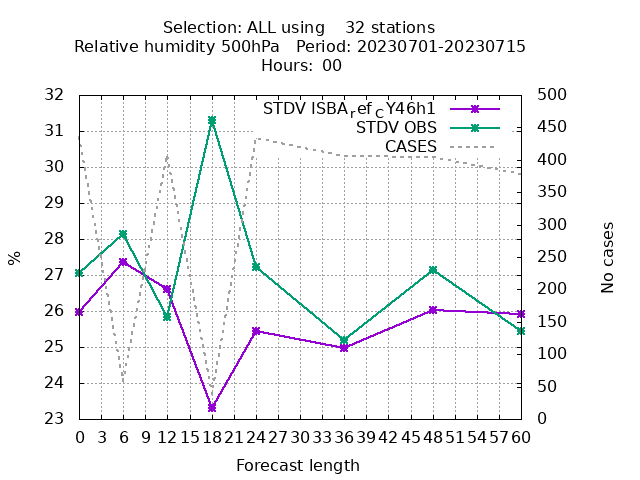 Selection: ALL using    32 stations
Relative humidity 500hPa   Period: 20230701-20230715
Hours: 00
STDV ISBA_ref_CY46h1
STDV OBS
CASES
32
31
30
29
28
27
26
25
24
23
%
500
450
400
350
300
250
200
150
100
50
0
No cases
0 3 6 9 12 15 18 21 24 27 30 33 36 39 42 45 48 51 54 57 60
Forecast length